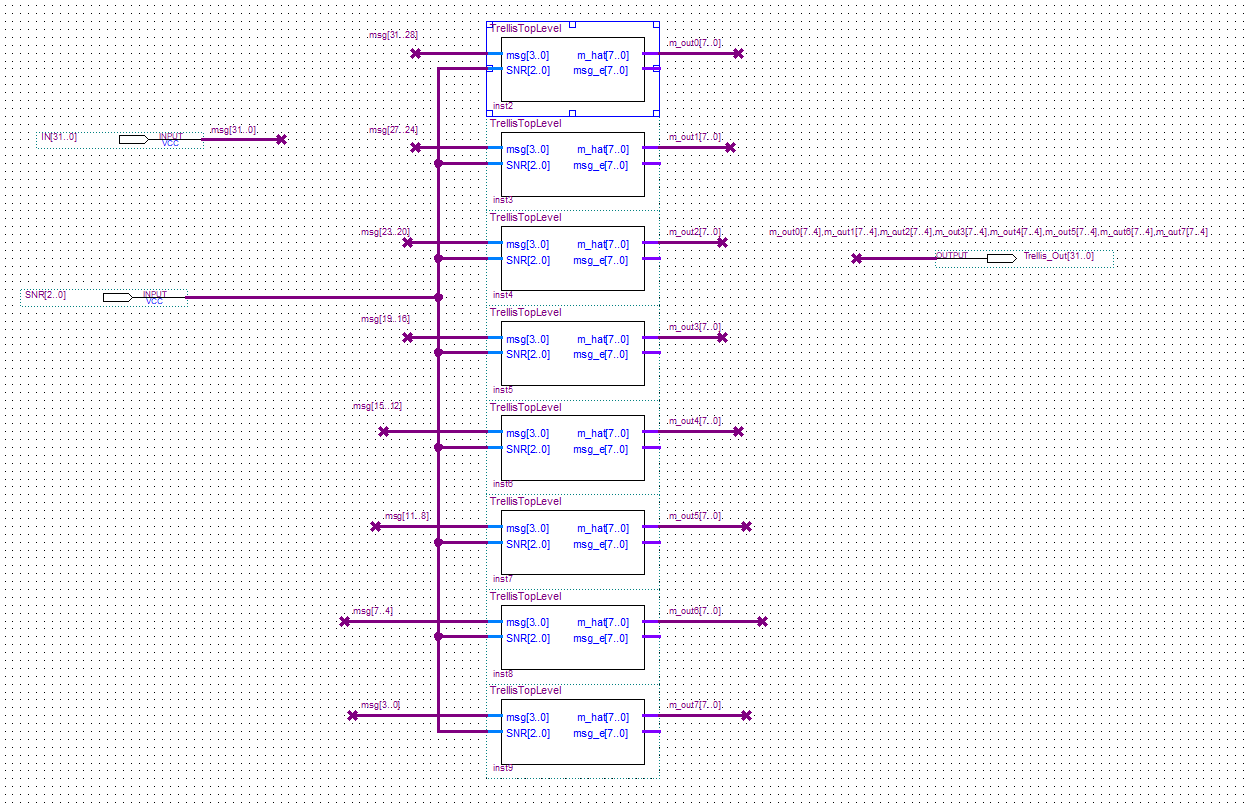 TrellisTopLevel
msg[31..28] m_out0[7..0]
msg[3..0] m_hat[7..0]
SNR[2..0] msg_e[7..0]
inst2
TrellisTopLevel
msg[27..24] m_out1[7..0]
IN[31..0] INPUT VCC msg[31..0]
msg[3..0] m_hat[7..0]
SNR[2..0] msg_e[7..0]
inst3
TrellisTopLevel
msg[23..20] m_out2[7..0]
m_out0[7..4],m_out1[7..4],m_out2[7..4],m_out3[7..4],m_out4[7..4],m_out5[7..4],m_out6[7..4],m_out7[7..4]
msg[3..0] m_hat[7..0]
OUTPUT Trellis_Out[31..0]
SNR[2..0] msg_e[7..0]
SNR[2..0] INPUT VCC
inst4
TrellisTopLevel
msg[19..16] m_out3[7..0]
msg[3..0] m_hat[7..0]
SNR[2..0] msg_e[7..0]
inst5
TrellisTopLevel
msg[15..12] m_out4[7..0]
msg[3..0] m_hat[7..0]
SNR[2..0] msg_e[7..0]
inst6
TrellisTopLevel
msg[11..8] m_out5[7..0]
msg[3..0] m_hat[7..0]
SNR[2..0] msg_e[7..0]
inst7
TrellisTopLevel
msg[7..4] m_out6[7..0]
msg[3..0] m_hat[7..0]
SNR[2..0] msg_e[7..0]
inst8
TrellisTopLevel
msg[3..0] m_out7[7..0]
msg[3..0] m_hat[7..0]
SNR[2..0] msg_e[7..0]
inst9